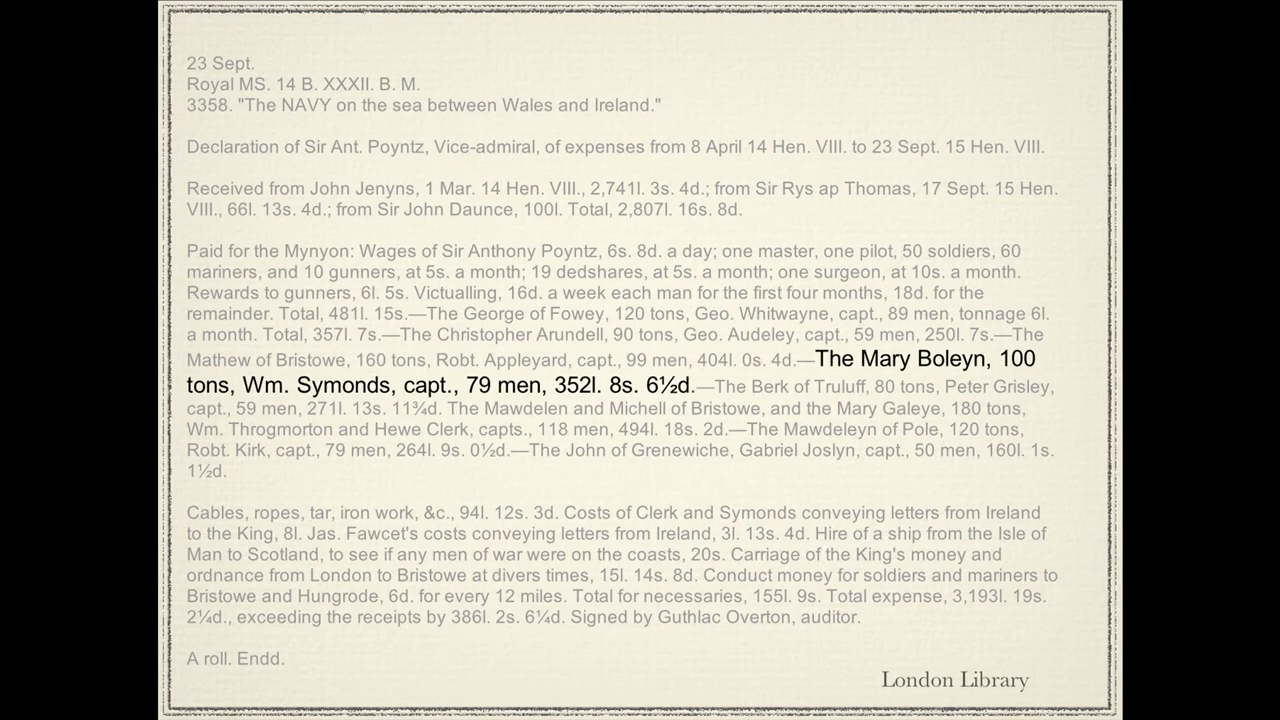 23 Sept.
Royal MS. 14 B. XXXII. B. M.
3358. "The NAVY on the sea between Wales and Ireland."
Declaration of Sir Ant. Poyntz, Vice-admiral, of expenses from 8 April 14 Hen. VIII. to 23 Sept. 15 Hen. VIII.
Received from John Jenyns, 1 Mar. 14 Hen. VIII., 2,741l. 3s. 4d.; from Sir Rys ap Thomas, 17 Sept. 15 Hen.
VIII., 66l. 13s. 4d.; from Sir John Daunce, 100l. Total, 2,807l. 16s. 8d.
Paid for the Mynyon: Wages of Sir Anthony Poyntz, 6s. 8d. a day; one master, one pilot, 50 soldiers, 60
mariners, and 10 gunners, at 5s. a month; 19 dedshares, at 5s. a month; one surgeon, at 10s. a month.
Rewards to gunners, 6l. 5s. Victualling, 16d. a week each man for the first four months, 18d. for the
remainder. Total, 481l. 15s.—The George of Fowey, 120 tons, Geo. Whitwayne, capt., 89 men, tonnage 6l.
a month. Total, 357l. 7s.—The Christopher Arundell, 90 tons, Geo. Audeley, capt., 59 men, 250l. 7s.—The
Mathew of Bristowe, 160 tons, Robt. Appleyard, capt., 99 men, 404l. 0s. 4d.—The Mary Boleyn, 100
tons, Wm. Symonds, capt., 79 men, 352l. 8s. 6½d.—The Berk of Truluff, 80 tons, Peter Grisley,
capt., 59 men, 271l. 13s. 11¾d. The Mawdelen and Michell of Bristowe, and the Mary Galeye, 180 tons,
Wm. Throgmorton and Hewe Clerk, capts., 118 men, 494l. 18s. 2d.—The Mawdeleyn of Pole, 120 tons,
Robt. Kirk, capt., 79 men, 264l. 9s. 0½d.—The John of Grenewiche, Gabriel Joslyn, capt., 50 men, 160l. 1s.
1½d.
Cables, ropes, tar, iron work, &c., 94l. 12s. 3d. Costs of Clerk and Symonds conveying letters from Ireland
to the King, 8l. Jas. Fawcet's costs conveying letters from Ireland, 3l. 13s. 4d. Hire of a ship from the Isle of
Man to Scotland, to see if any men of war were on the coasts, 20s. Carriage of the King's money and
ordnance from London to Bristowe at divers times, 15l. 14s. 8d. Conduct money for soldiers and mariners to
Bristowe and Hungrode, 6d. for every 12 miles. Total for necessaries, 155l. 9s. Total expense, 3,193l. 19s.
2¼d., exceeding the receipts by 386l. 2s. 6¼d. Signed by Guthlac Overton, auditor.
A roll. Endd.
London Library